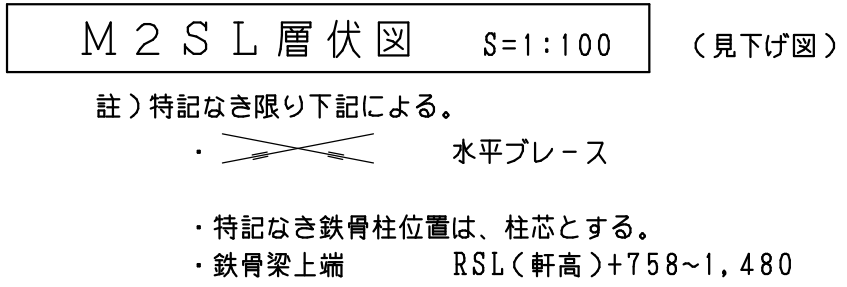 M2SL層伏図 S=1:100 (見下げ図)
註)特記なき限り下記による。
・ 水平ブレース
・特記なき鉄骨柱位置は、柱芯とする。
・鉄骨梁上端 RSL(軒高)+758~1,480